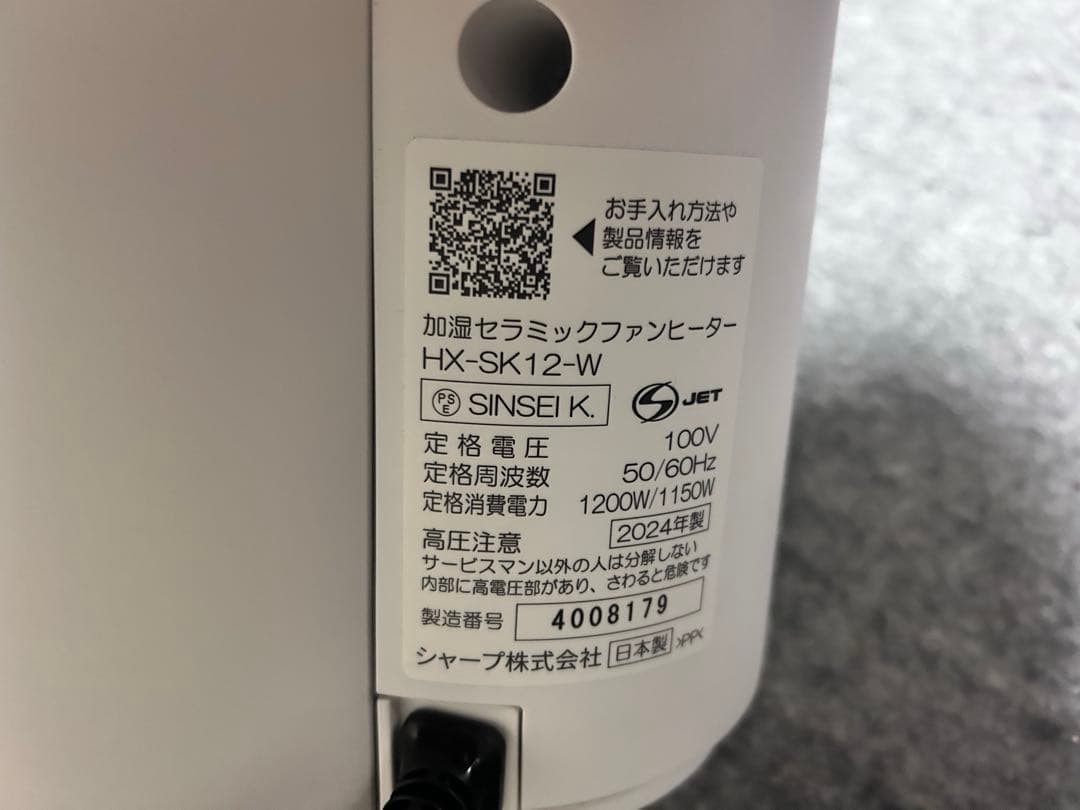 お手入れ方法や
製品情報を
ご覧いただけます
加湿セラミックファンヒーター
HX-SK12-W
PSE SINSEI K. JET
定格電圧 100V
定格周波数 50/60Hz
定格消費電力 1200W/1150W
2024年製
高圧注意
サービスマン以外の人は分解しない
内部に高電圧部があり、さわると危険です
製造番号 4008179
シャープ株式会社 日本製 >PP<